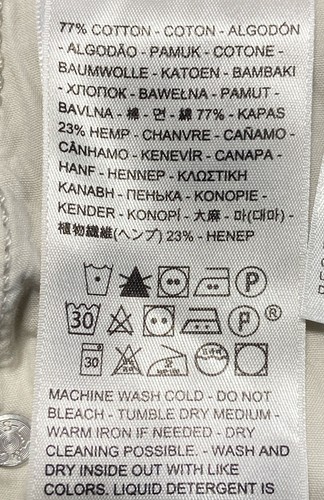 77% COTTON - COTON - ALGODÓN
- ALGODÃO - PAMUK - COTONE -
BAUMWOLLE - KATOEN - BAMBAKI
- ХЛОПОК - BAWEŁNA - PAMUT -
BAVLNA - 棉 - 면 - 綿 77% - KAPAS
23% HEMP - CHANVRE - CAÑAMO -
CÂNHAMO - KENEVİR - CANAPA -
HANF - HENNEP - ΚΛΩΣΤΙΚΗ
ΚΑΝΑΒΗ - ПЕНЬКА - KONOPIE -
KENDER - KONOPÍ - 大麻 - 마(대마) -
植物繊維(ヘンプ) 23% - HENEP
P
30 P ®
30
MACHINE WASH COLD - DO NOT
BLEACH - TUMBLE DRY MEDIUM -
WARM IRON IF NEEDED - DRY
CLEANING POSSIBLE. - WASH AND
DRY INSIDE OUT WITH LIKE
COLORS. LIQUID DETERGENT IS